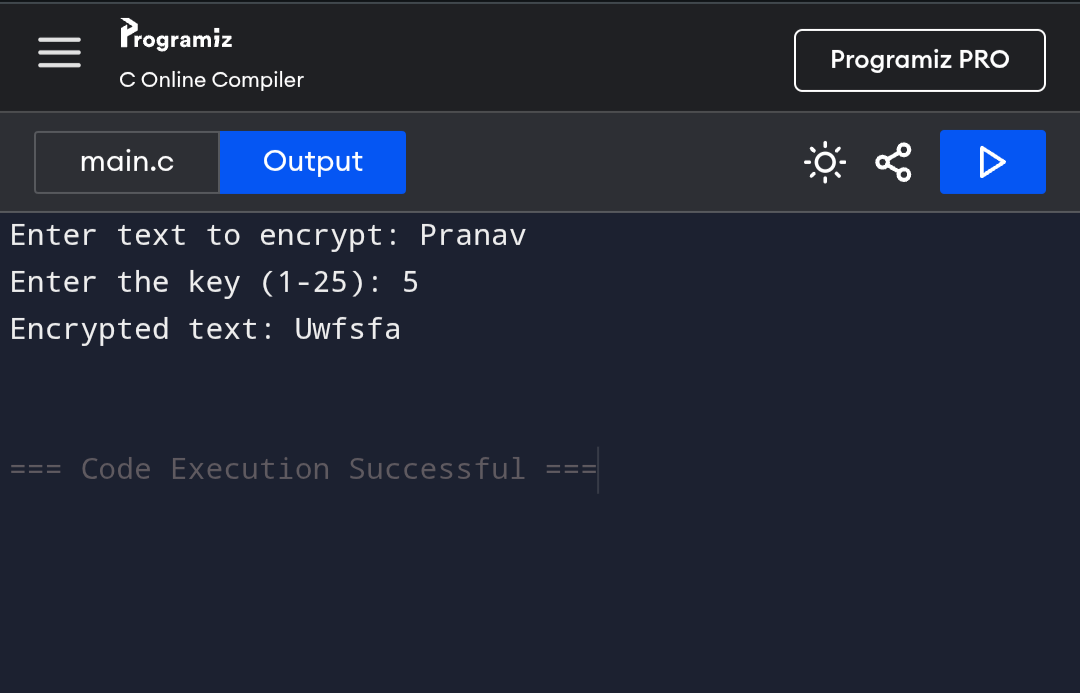 Programiz
C Online Compiler
Programiz PRO
main.c
Output
Enter text to encrypt: Pranav
Enter the key (1-25): 5
Encrypted text: Uwfsfa
=== Code Execution Successful ===